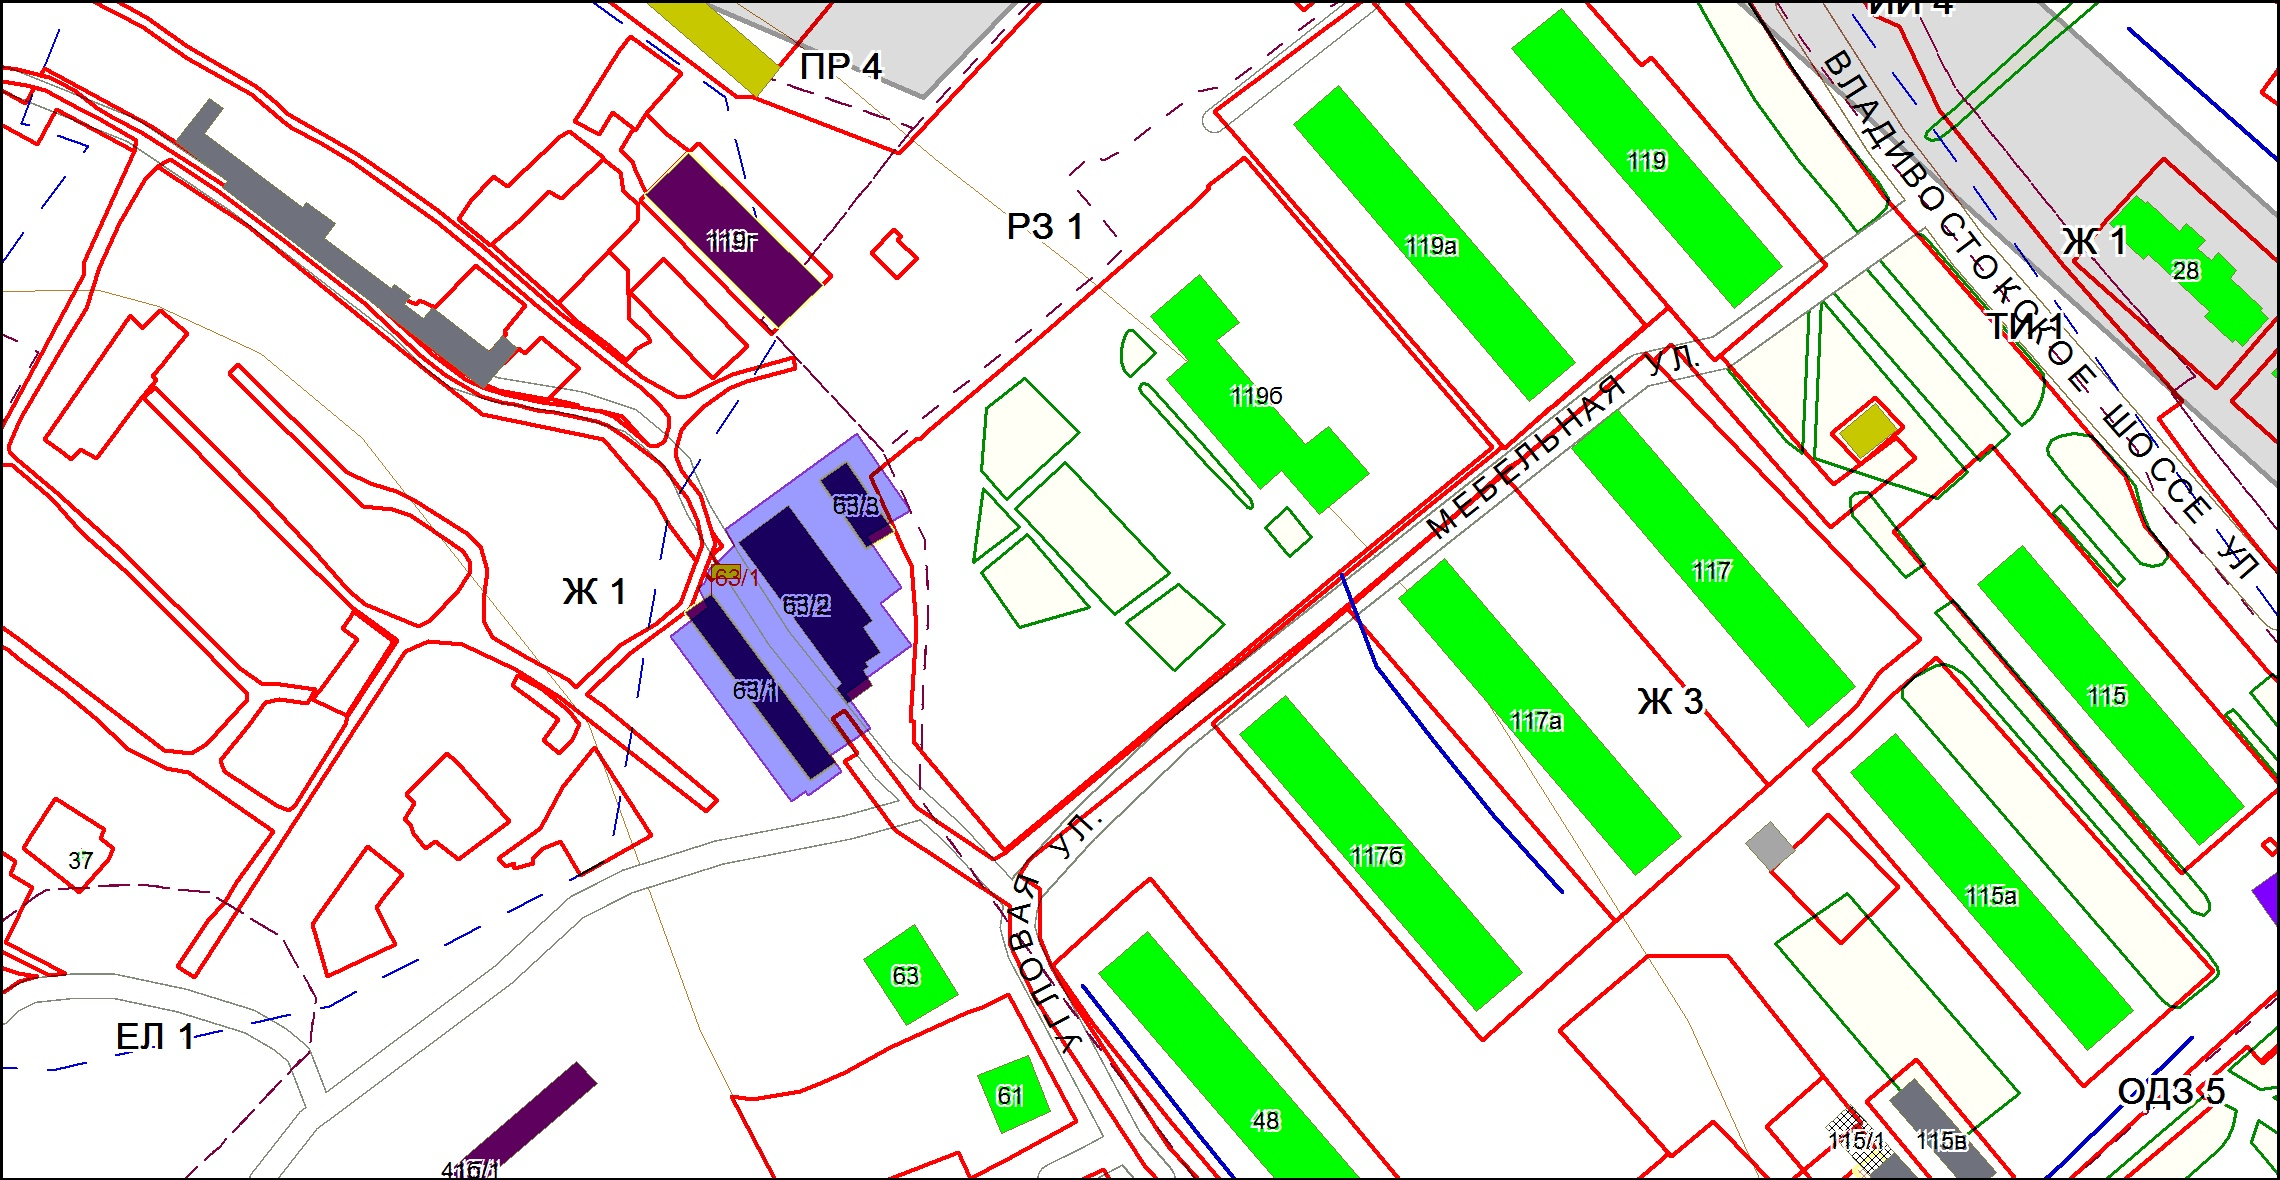 ИИ 4
ПР 4
ВЛАДИВОСТОКСКОЕ ШОССЕ УЛ
119
119г
РЗ 1
119а
Ж 1
28
ТИ 1
МЕБЕЛЬНАЯ УЛ.
119б
63/3
117
Ж 1
63/1
63/2
63/1
115
Ж 3
117а
37
УГЛОВАЯ УЛ.
117б
115а
63
ЕЛ 1
61
ОДЗ 5
48
115/1
115в